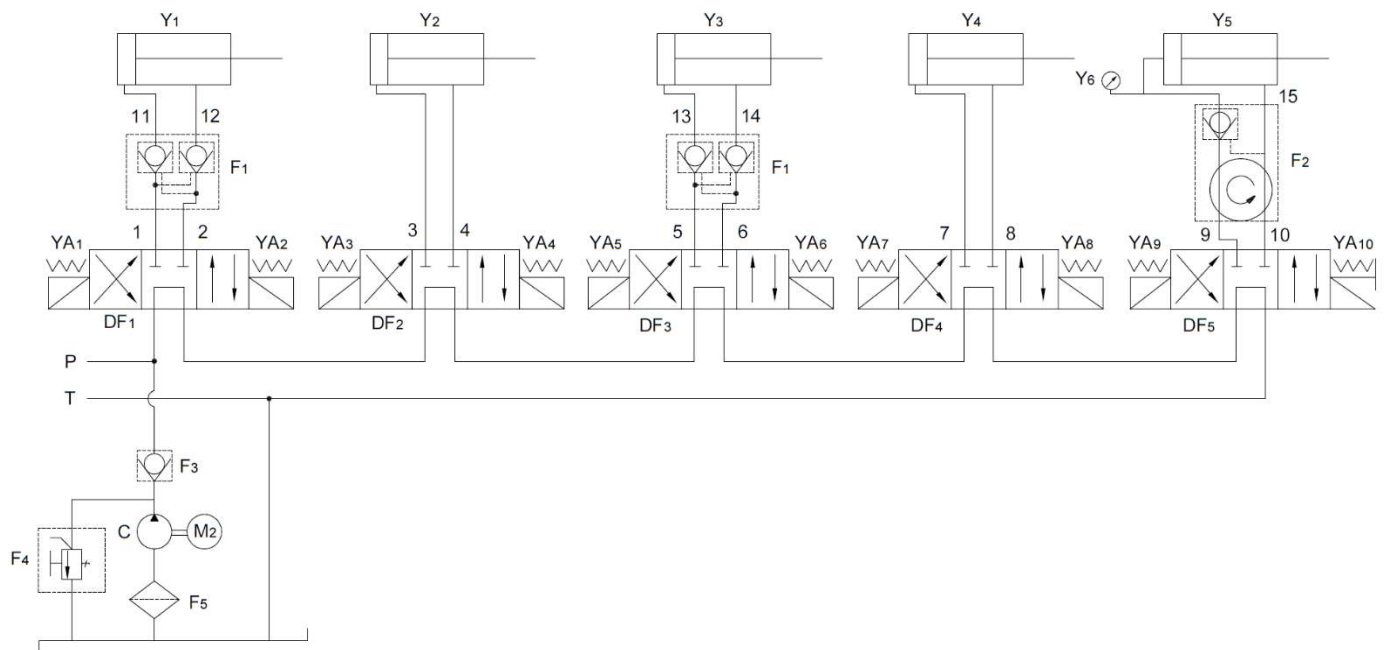 Y1 Y2 Y3 Y4 Y5
Y6
11 12 13 14 15
F1 F1 F2
1 2 3 4 5 6 7 8 9 10
YA1 YA2 YA3 YA4 YA5 YA6 YA7 YA8 YA9 YA10
DF1 DF2 DF3 DF4 DF5
P
T
F3
C M2
F4
F5